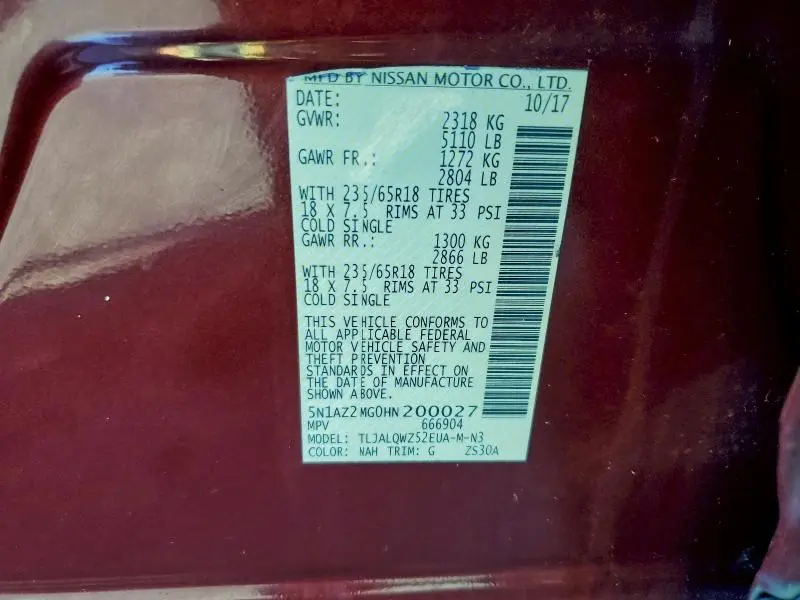 MFD BY NISSAN MOTOR CO., LTD.
DATE: 10/17
GVWR: 2318 KG
5110 LB
GAWR FR.: 1272 KG
2804 LB
WITH 235/65R18 TIRES
18 X 7.5 RIMS AT 33 PSI
COLD SINGLE
GAWR RR.: 1300 KG
2866 LB
WITH 235/65R18 TIRES
18 X 7.5 RIMS AT 33 PSI
COLD SINGLE
THIS VEHICLE CONFORMS TO
ALL APPLICABLE FEDERAL
MOTOR VEHICLE SAFETY AND
THEFT PREVENTION
STANDARDS IN EFFECT ON
THE DATE OF MANUFACTURE
SHOWN ABOVE.
5N1AZ2MG0HN200027
MPV 666904
MODEL: TLJALQWZ52EUA-M-N3
COLOR: NAH TRIM: G ZS30A